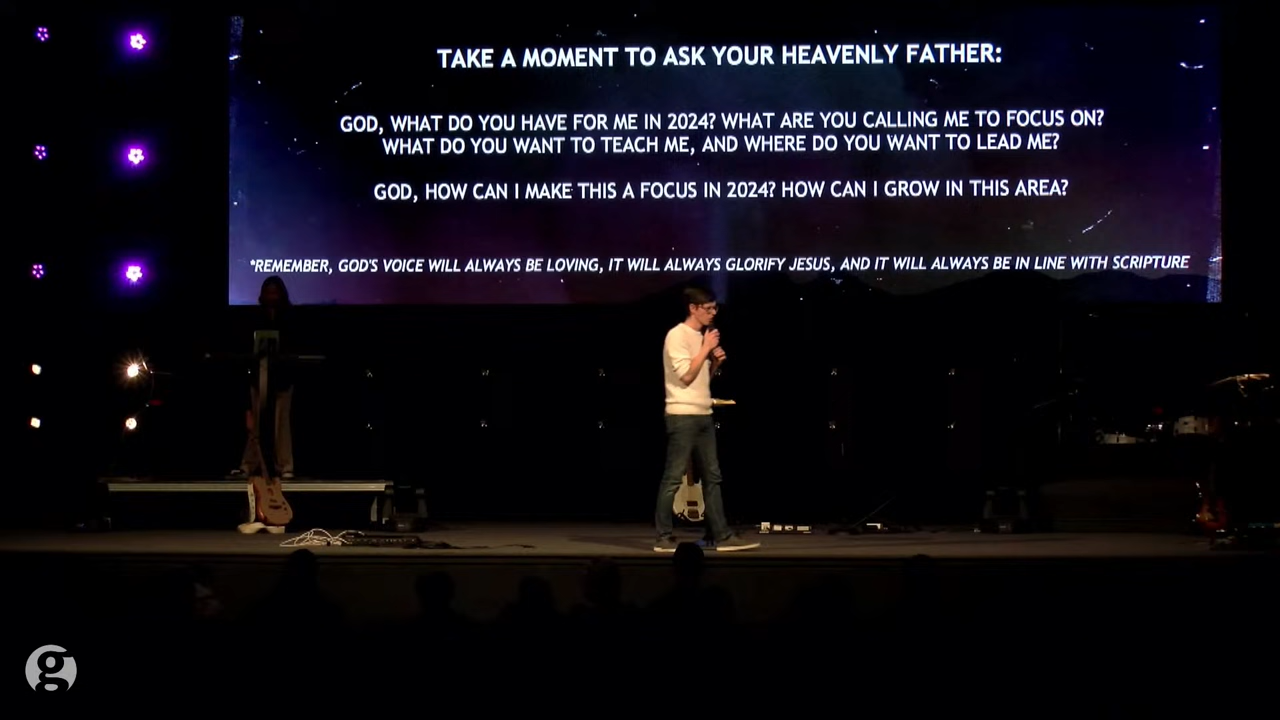 TAKE A MOMENT TO ASK YOUR HEAVENLY FATHER:
GOD, WHAT DO YOU HAVE FOR ME IN 2024? WHAT ARE YOU CALLING ME TO FOCUS ON?
WHAT DO YOU WANT TO TEACH ME, AND WHERE DO YOU WANT TO LEAD ME?
GOD, HOW CAN I MAKE THIS A FOCUS IN 2024? HOW CAN I GROW IN THIS AREA?
*REMEMBER, GOD'S VOICE WILL ALWAYS BE LOVING, IT WILL ALWAYS GLORIFY JESUS, AND IT WILL ALWAYS BE IN LINE WITH SCRIPTURE
g